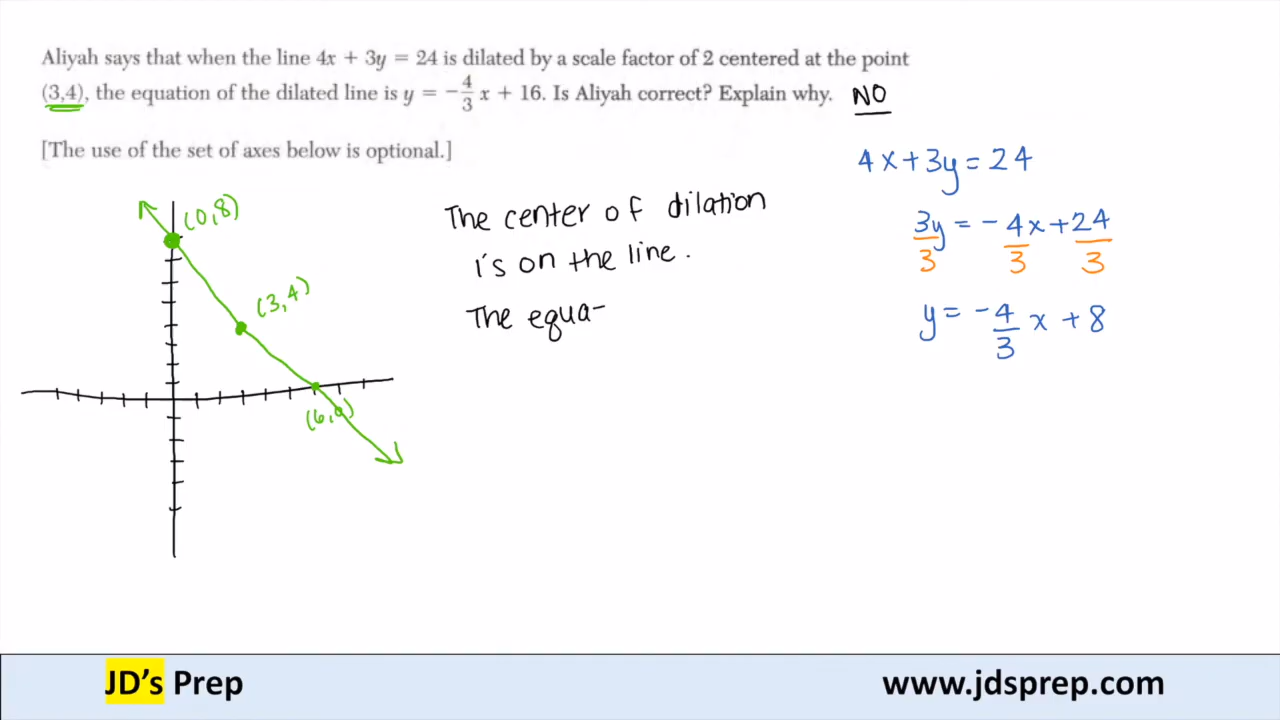 Aliyah says that when the line 4x + 3y = 24 is dilated by a scale factor of 2 centered at the point
(3,4), the equation of the dilated line is y = -4/3 x + 16. Is Aliyah correct? Explain why. NO
[The use of the set of axes below is optional.]
4x+3y=24
(0,8)
The center of dilation
3y/3 = -4x/3 + 24/3
is on the line.
(3,4)
The equa-
y = -4/3 x + 8
(6,0)
JD's Prep
www.jdsprep.com